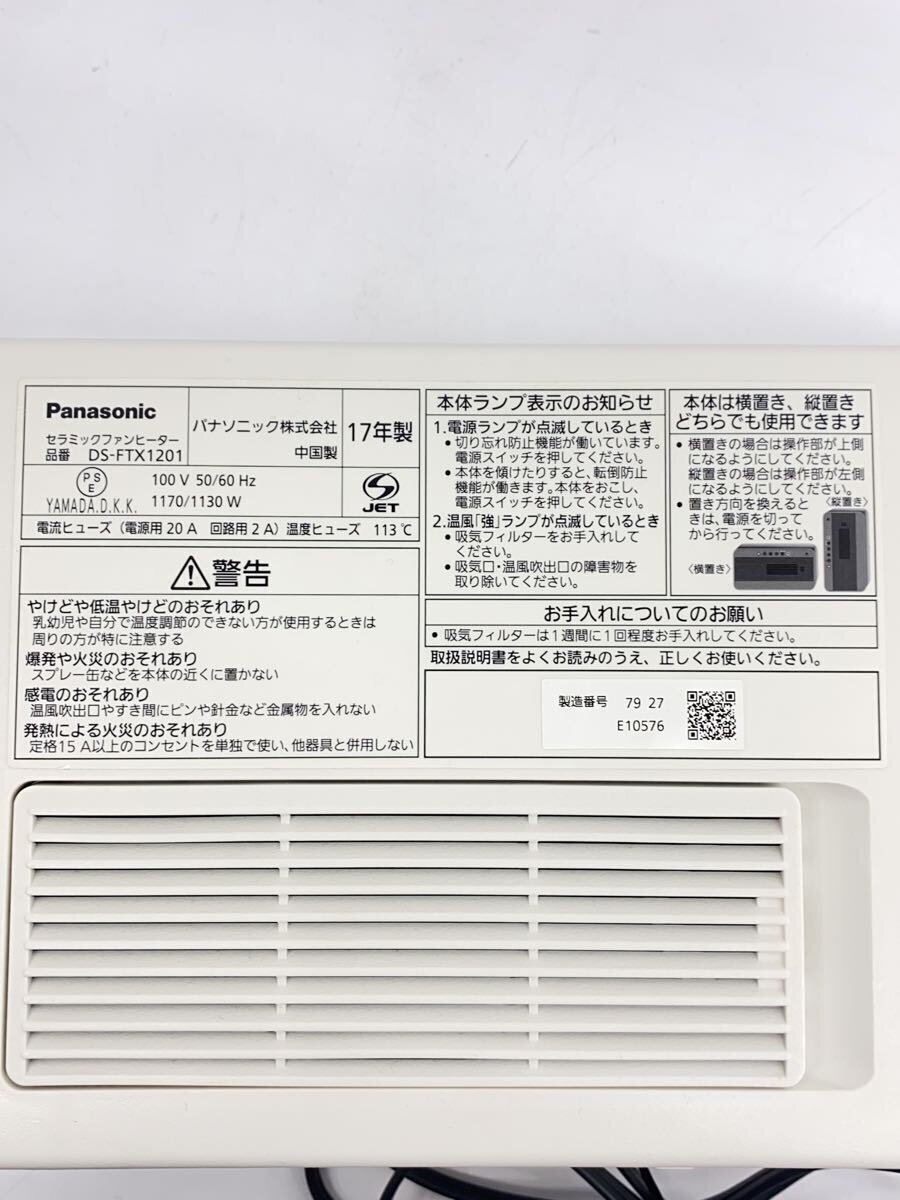 Panasonic
セラミックファンヒーター
品番 DS-FTX1201
パナソニック株式会社
中国製
17年製
PS
E
YAMADA.D.K.K.
100 V 50/60 Hz
1170/1130 W
S
JET
電流ヒューズ (電源用 20 A 回路用 2 A) 温度ヒューズ 113 ℃
警告
やけどや低温やけどのおそれあり
乳幼児や自分で温度調節のできない方が使用するときは
周りの方が特に注意する
爆発や火災のおそれあり
スプレー缶などを本体の近くに置かない
感電のおそれあり
温風吹出口やすき間にピンや針金など金属物を入れない
発熱による火災のおそれあり
定格15 A以上のコンセントを単独で使い、他器具と併用しない
本体ランプ表示のお知らせ
1.電源ランプが点滅しているとき
• 切り忘れ防止機能が働いています。
電源スイッチを押してください。
• 本体を傾けたりすると、転倒防止
機能が働きます。本体をおこし、
電源スイッチを押してください。
2.温風「強」ランプが点滅しているとき
• 吸気フィルターをお手入れして
ください。
• 吸気口・温風吹出口の障害物を
取り除いてください。
本体は横置き、縦置き
どちらでも使用できます
• 横置きの場合は操作部が上側
になるようにしてください。
縦置きの場合は操作部が左側
になるようにしてください。
• 置き方向を換えると
きは、電源を切って
から行ってください。
〈縦置き〉
〈横置き〉
お手入れについてのお願い
• 吸気フィルターは1週間に1回程度お手入れしてください。
取扱説明書をよくお読みのうえ、正しくお使いください。
製造番号 79 27
E10576